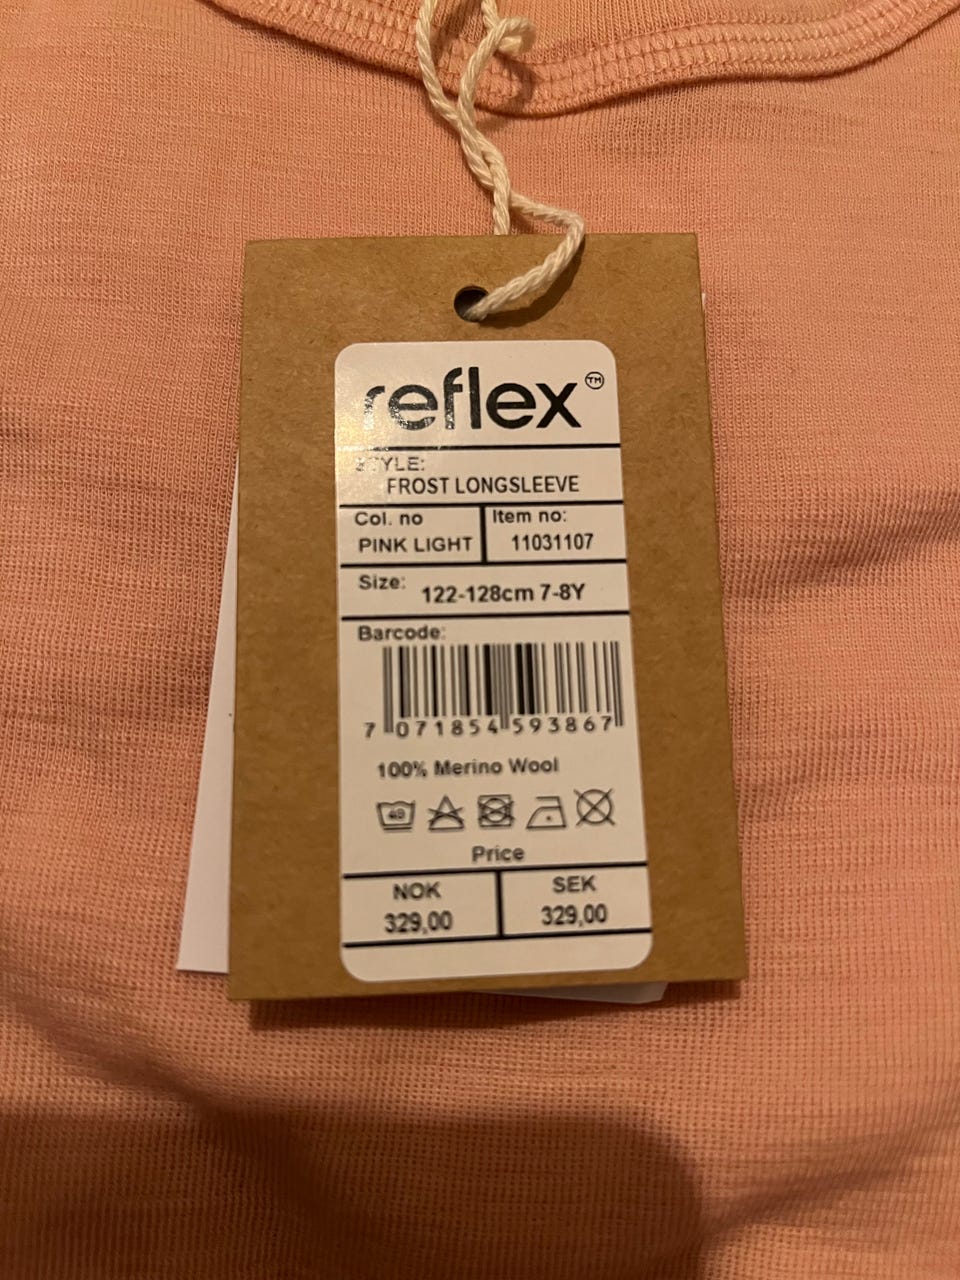 reflex™
STYLE:
FROST LONGSLEEVE
Col. no
PINK LIGHT
Item no:
11031107
Size: 122-128cm 7-8Y
Barcode:
7 071854 593867
100% Merino Wool
40
Price
NOK
329,00
SEK
329,00